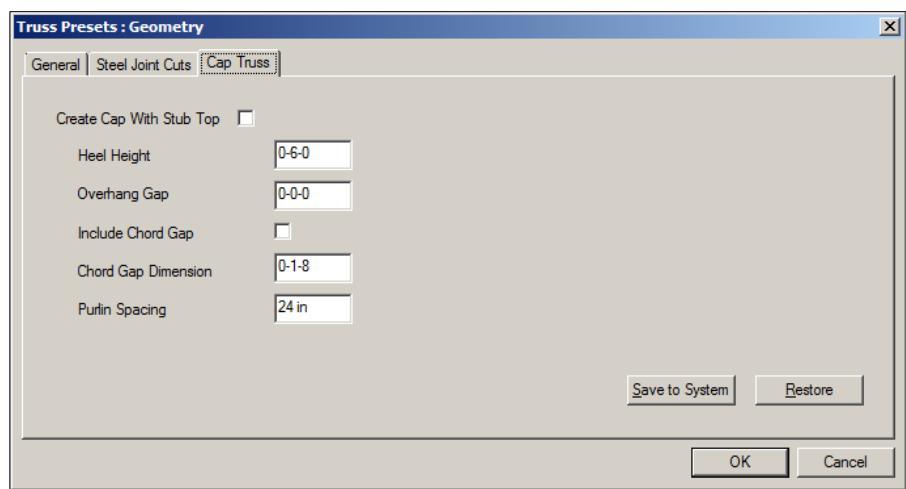 Truss Presets : Geometry
General Steel Joint Cuts Cap Truss
Create Cap With Stub Top
Heel Height 0-6-0
Overhang Gap 0-0-0
Include Chord Gap
Chord Gap Dimension 0-1-8
Purlin Spacing 24 in
Save to System Restore
OK Cancel